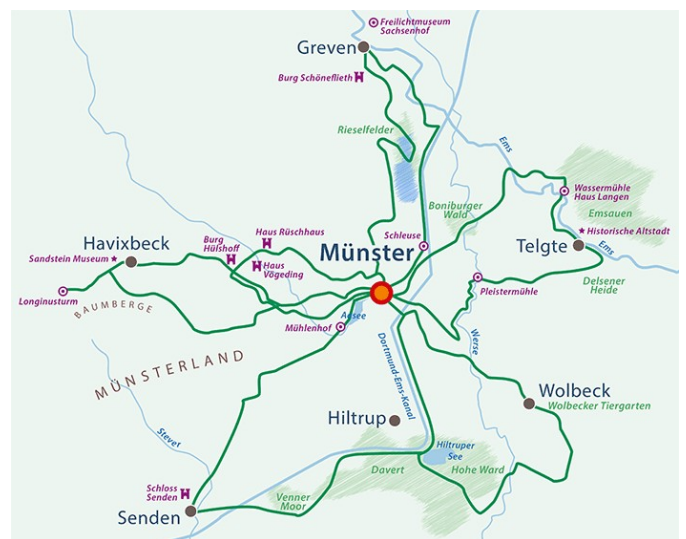 Freilichtmuseum
Sachsenhof
Greven
Burg Schöneflieth
Rieselfelder
Ems
Wassermühle
Haus Langen
Emsauen
Boniburger
Wald
Historische Altstadt
Haus Rüschhaus
Schleuse
Burg
Hülshoff
Havixbeck
Münster
Telgte
Ems
Sandstein Museum
Haus
Vögeding
Pleistermühle
Delsener
Heide
Longinusturm
BAUMBERGE
Aasee
Mühlenhof
Werse
MÜNSTERLAND
Dortmund-Ems-Kanal
Wolbeck
Wolbecker Tiergarten
Hiltrup
Stever
Hiltruper
See
Davert
Hohe Ward
Schloss
Senden
Venner
Moor
Senden